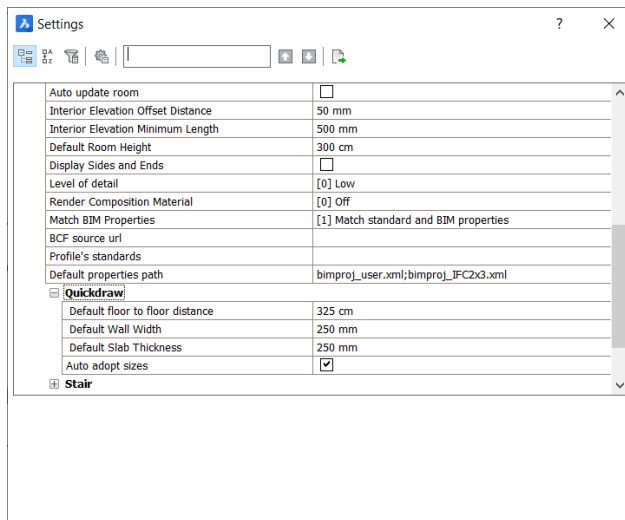 Settings
Auto update room
Interior Elevation Offset Distance 50 mm
Interior Elevation Minimum Length 500 mm
Default Room Height 300 cm
Display Sides and Ends
Level of detail [0] Low
Render Composition Material [0] Off
Match BIM Properties [1] Match standard and BIM properties
BCF source url
Profile's standards
Default properties path bimproj_user.xml;bimproj_IFC2x3.xml
Quickdraw
Default floor to floor distance 325 cm
Default Wall Width 250 mm
Default Slab Thickness 250 mm
Auto adopt sizes
Stair